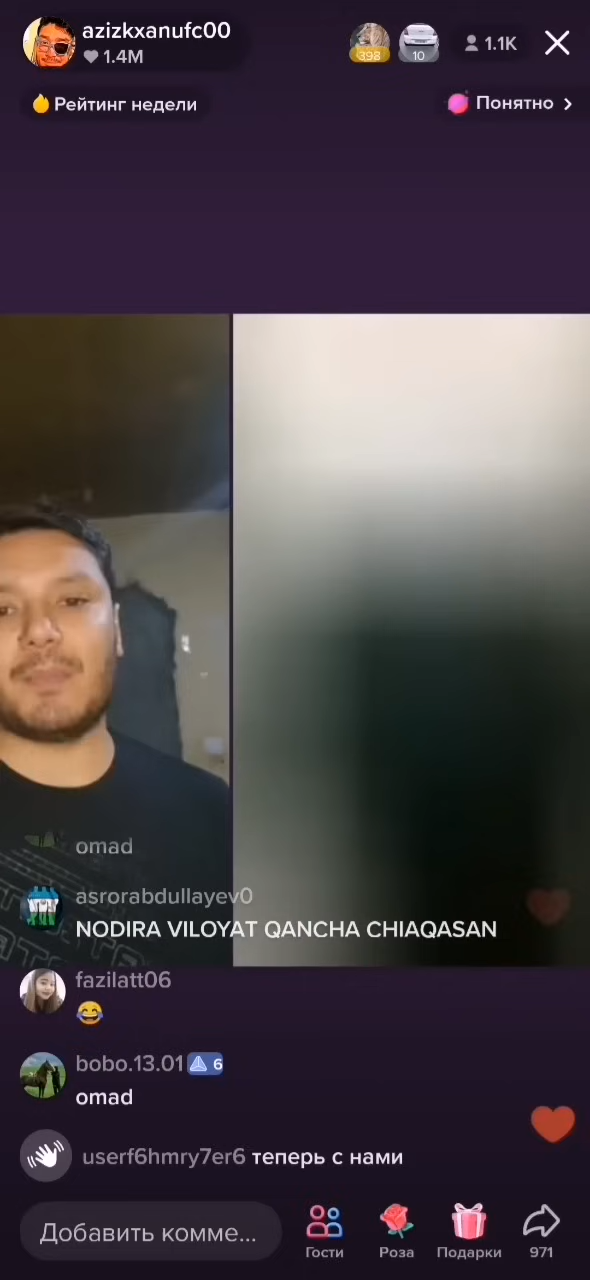 azizkxanufc00
1.4M
398
10
1.1K
Рейтинг недели
Понятно
omad
asrorabdullayev0
NODIRA VILOYAT QANCHA CHIAQASAN
fazilatt06
😂
bobo.13.01 6
omad
userf6hmry7er6 теперь с нами
Добавить комме...
Гости
Роза
Подарки
971